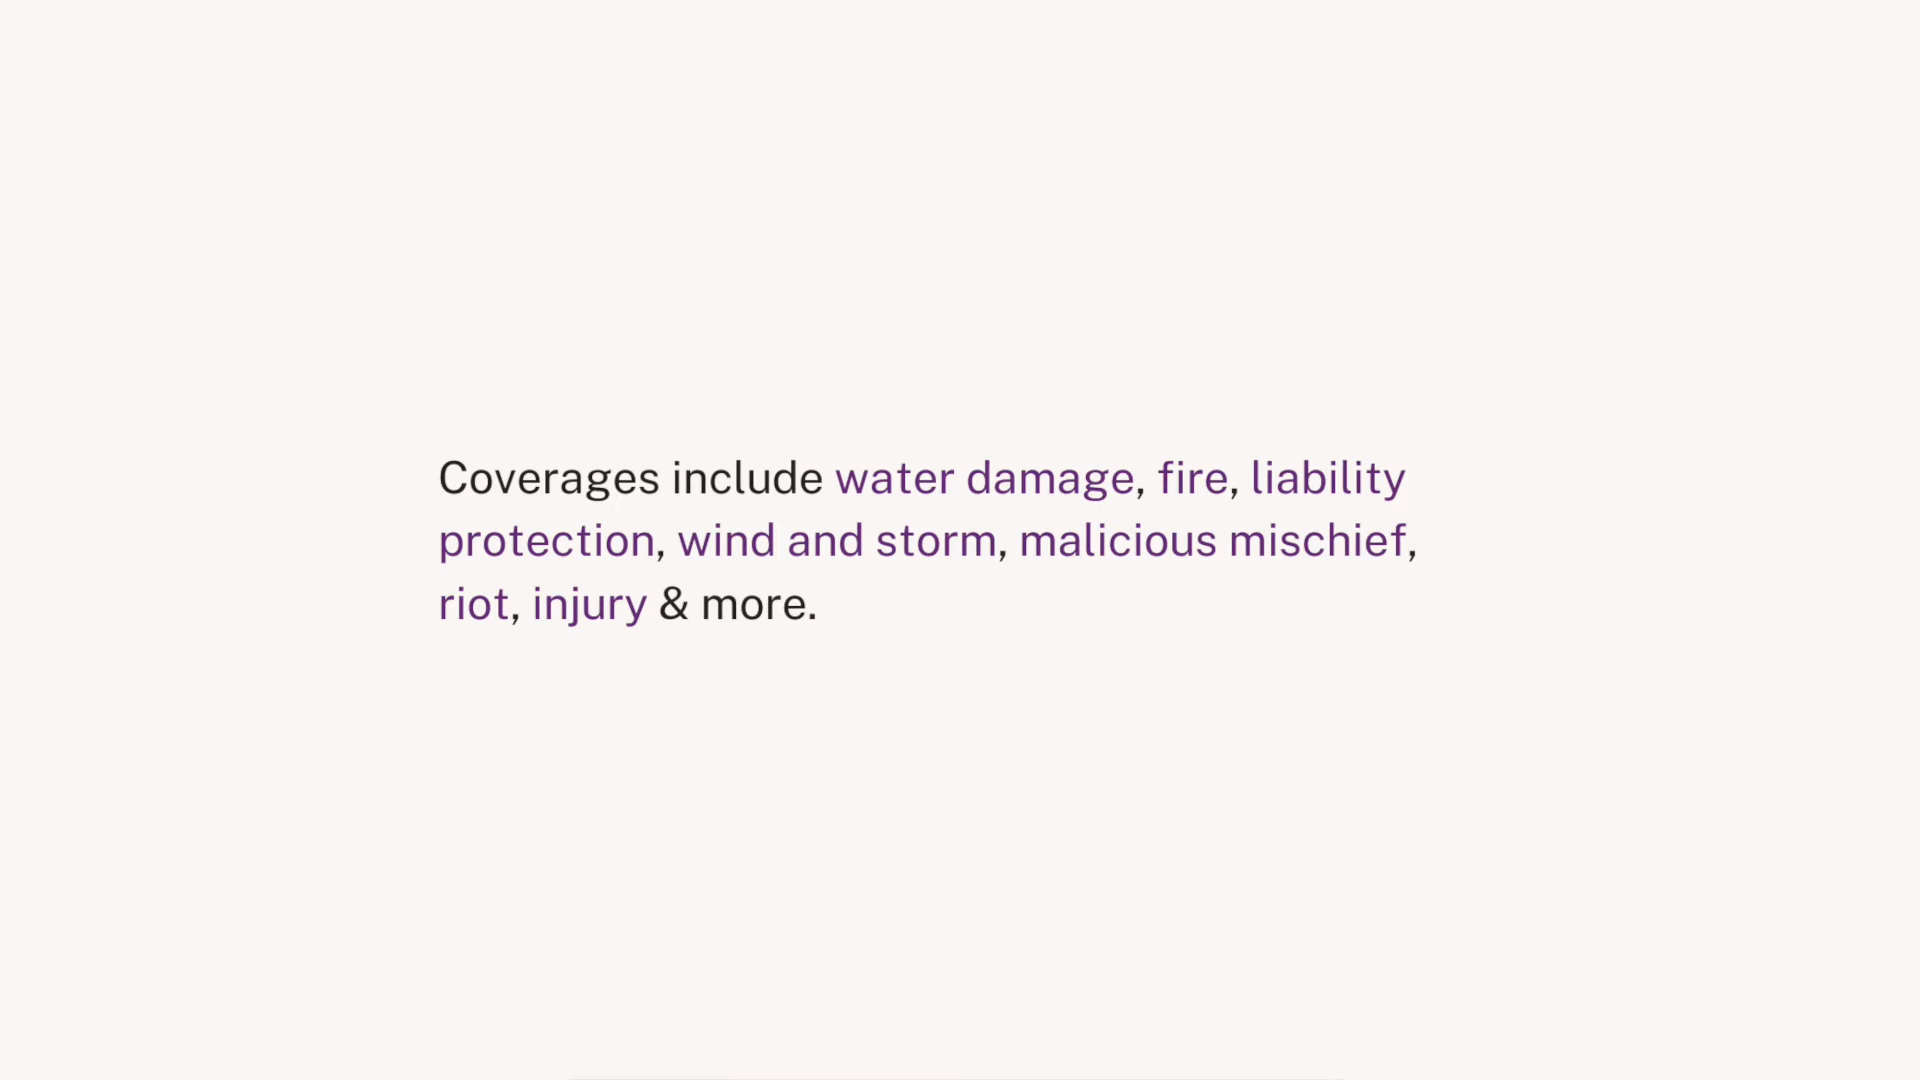 Coverages include water damage, fire, liability
protection, wind and storm, malicious mischief,
riot, injury & more.